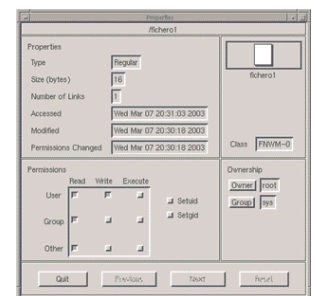 Properties
/fichero1
Properties
Type Regular
Size (bytes) 16
Number of Links 1
Accessed Wed Mar 07 20:31:03 2003
Modified Wed Mar 07 20:30:18 2003
Permissions Changed Wed Mar 07 20:30:18 2003
fichero1
Class FNWM-0
Permissions
Read Write Execute
User
Group
Other
Setuid
Setgid
Ownership
Owner root
Group sys
Quit Previous Next Reset